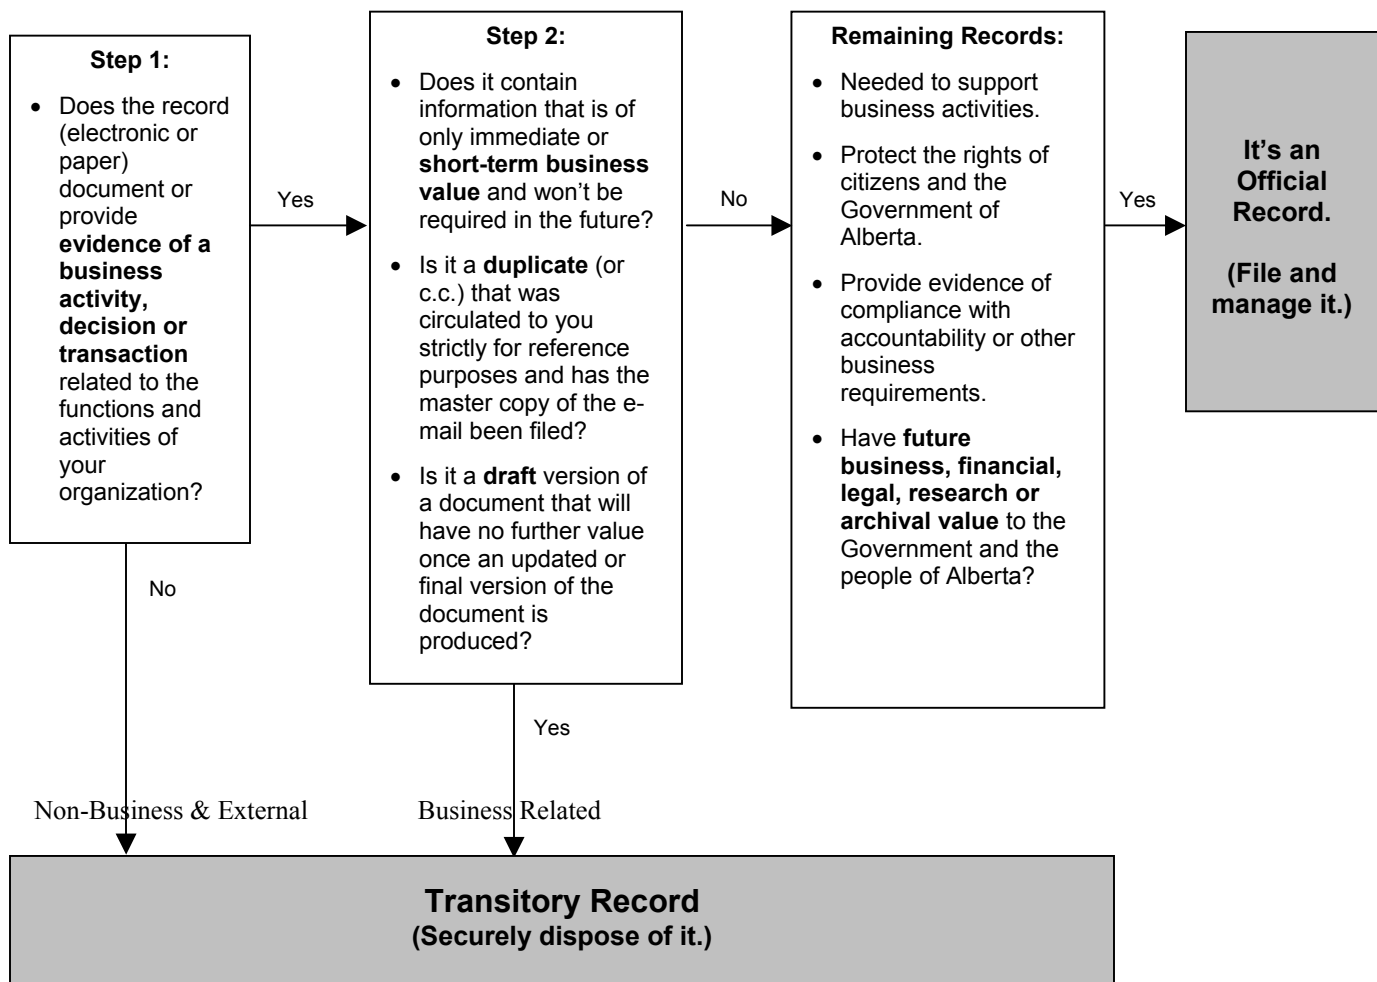 Step 1:
• Does the record
(electronic or
paper)
document or
provide
evidence of a
business
activity,
decision or
transaction
related to the
functions and
activities of
your
organization?
Yes
No
Step 2:
• Does it contain
information that is of
only immediate or
short-term business
value and won’t be
required in the future?
• Is it a duplicate (or
c.c.) that was
circulated to you
strictly for reference
purposes and has the
master copy of the e-
mail been filed?
• Is it a draft version of
a document that will
have no further value
once an updated or
final version of the
document is
produced?
No
Yes
Remaining Records:
• Needed to support
business activities.
• Protect the rights of
citizens and the
Government of
Alberta.
• Provide evidence of
compliance with
accountability or other
business
requirements.
• Have future
business, financial,
legal, research or
archival value to the
Government and the
people of Alberta?
Yes
It’s an
Official
Record.
(File and
manage it.)
Non-Business & External
Business Related
Transitory Record
(Securely dispose of it.)